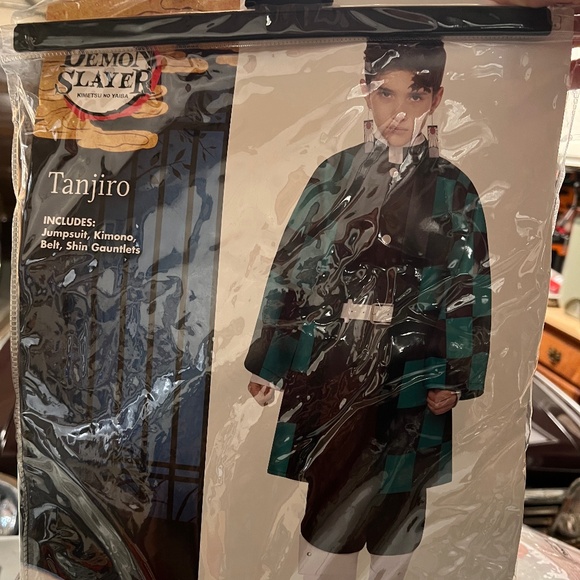 DEMON
SLAYER
KIMETSU NO YAIBA
Tanjiro
INCLUDES:
Jumpsuit, Kimono,
Belt, Shin Gauntlets